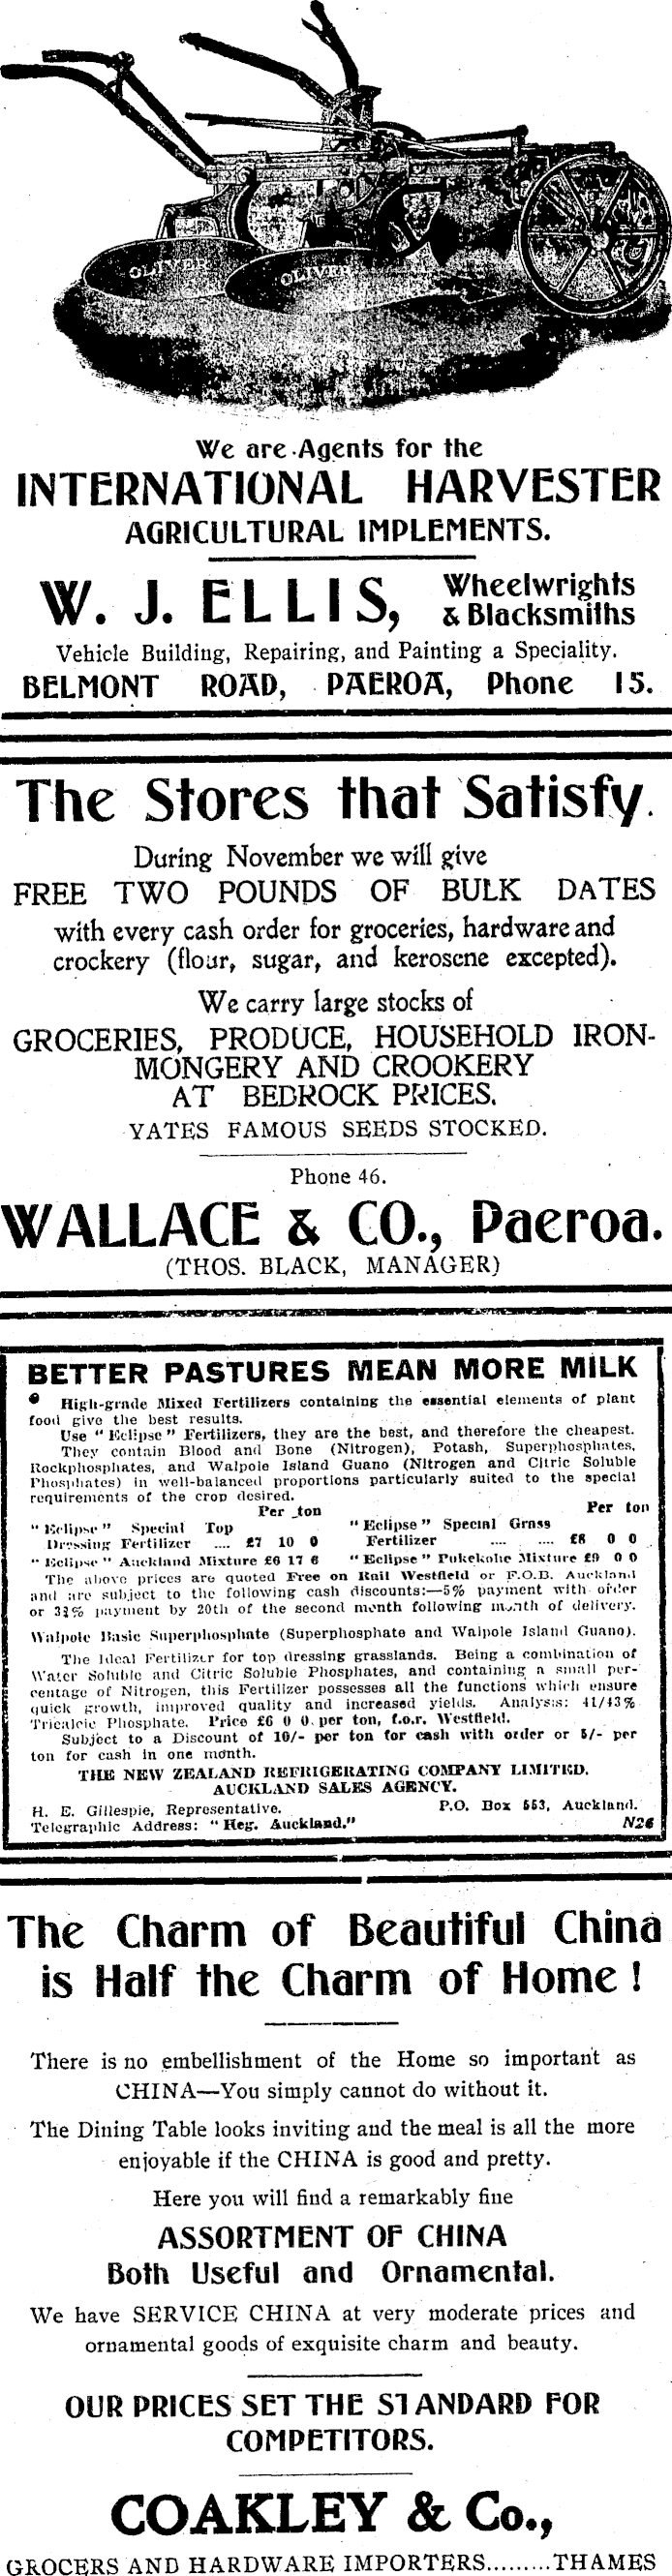 OLIVER OLIVER
We are Agents for the
INTERNATIONAL HARVESTER
AGRICULTURAL IMPLEMENTS.
W. J. ELLIS, Wheelwrights
& Blacksmiths
Vehicle Building, Repairing, and Painting a Speciality.
BELMONT ROAD, PAEROA, Phone 15.
The Stores that Satisfy.
During November we will give
FREE TWO POUNDS OF BULK DATES
with every cash order for groceries, hardware and
crockery (flour, sugar, and kerosene excepted).
We carry large stocks of
GROCERIES, PRODUCE, HOUSEHOLD IRON-
MONGERY AND CROOKERY
AT BEDROCK PRICES.
YATES FAMOUS SEEDS STOCKED.
Phone 46.
WALLACE & CO., Paeroa.
(THOS. BLACK, MANAGER)
BETTER PASTURES MEAN MORE MILK
High-grade Mixed Fertilizers containing the essential elements of plant
food give the best results.
Use "Eclipse" Fertilizers, they are the best, and therefore the cheapest.
They contain Blood and Bone (Nitrogen), Potash, Superphosphates,
Rockphosphates, and Walpole Island Guano (Nitrogen and Citric Soluble
Phosphates) in well-balanced proportions particularly suited to the special
requirements of the crop desired.
Per ton Per ton
"Eclipse" Special Top "Eclipse" Special Grass
Dressing Fertilizer .... £7 10 0 Fertilizer .... .... £8 0 0
"Eclipse" Auckland Mixture £6 17 6 "Eclipse" Pukekohe Mixture £9 0 0
The above prices are quoted Free on Rail Westfield or F.O.B. Auckland
and are subject to the following cash discounts:—5% payment with order
or 3¾% payment by 20th of the second month following month of delivery.
Walpole Basic Superphosphate (Superphosphate and Walpole Island Guano).
The Ideal Fertilizer for top dressing grasslands. Being a combination of
Water Soluble and Citric Soluble Phosphates, and containing a small per-
centage of Nitrogen, this Fertilizer possesses all the functions which ensure
quick growth, improved quality and increased yields. Analysis: 41/43%
Tricalcic Phosphate. Price £6 0 0 per ton, f.o.r. Westfield.
Subject to a Discount of 10/- per ton for cash with order or 5/- per
ton for cash in one month.
THE NEW ZEALAND REFRIGERATING COMPANY LIMITED.
AUCKLAND SALES AGENCY.
H. E. Gillespie, Representative. P.O. Box 553, Auckland.
Telegraphic Address: "Reg. Auckland." N26
The Charm of Beautiful China
is Half the Charm of Home!
There is no embellishment of the Home so important as
CHINA—You simply cannot do without it.
The Dining Table looks inviting and the meal is all the more
enjoyable if the CHINA is good and pretty.
Here you will find a remarkably fine
ASSORTMENT OF CHINA
Both Useful and Ornamental.
We have SERVICE CHINA at very moderate prices and
ornamental goods of exquisite charm and beauty.
OUR PRICES SET THE STANDARD FOR
COMPETITORS.
COAKLEY & Co.,
GROCERS AND HARDWARE IMPORTERS.........THAMES